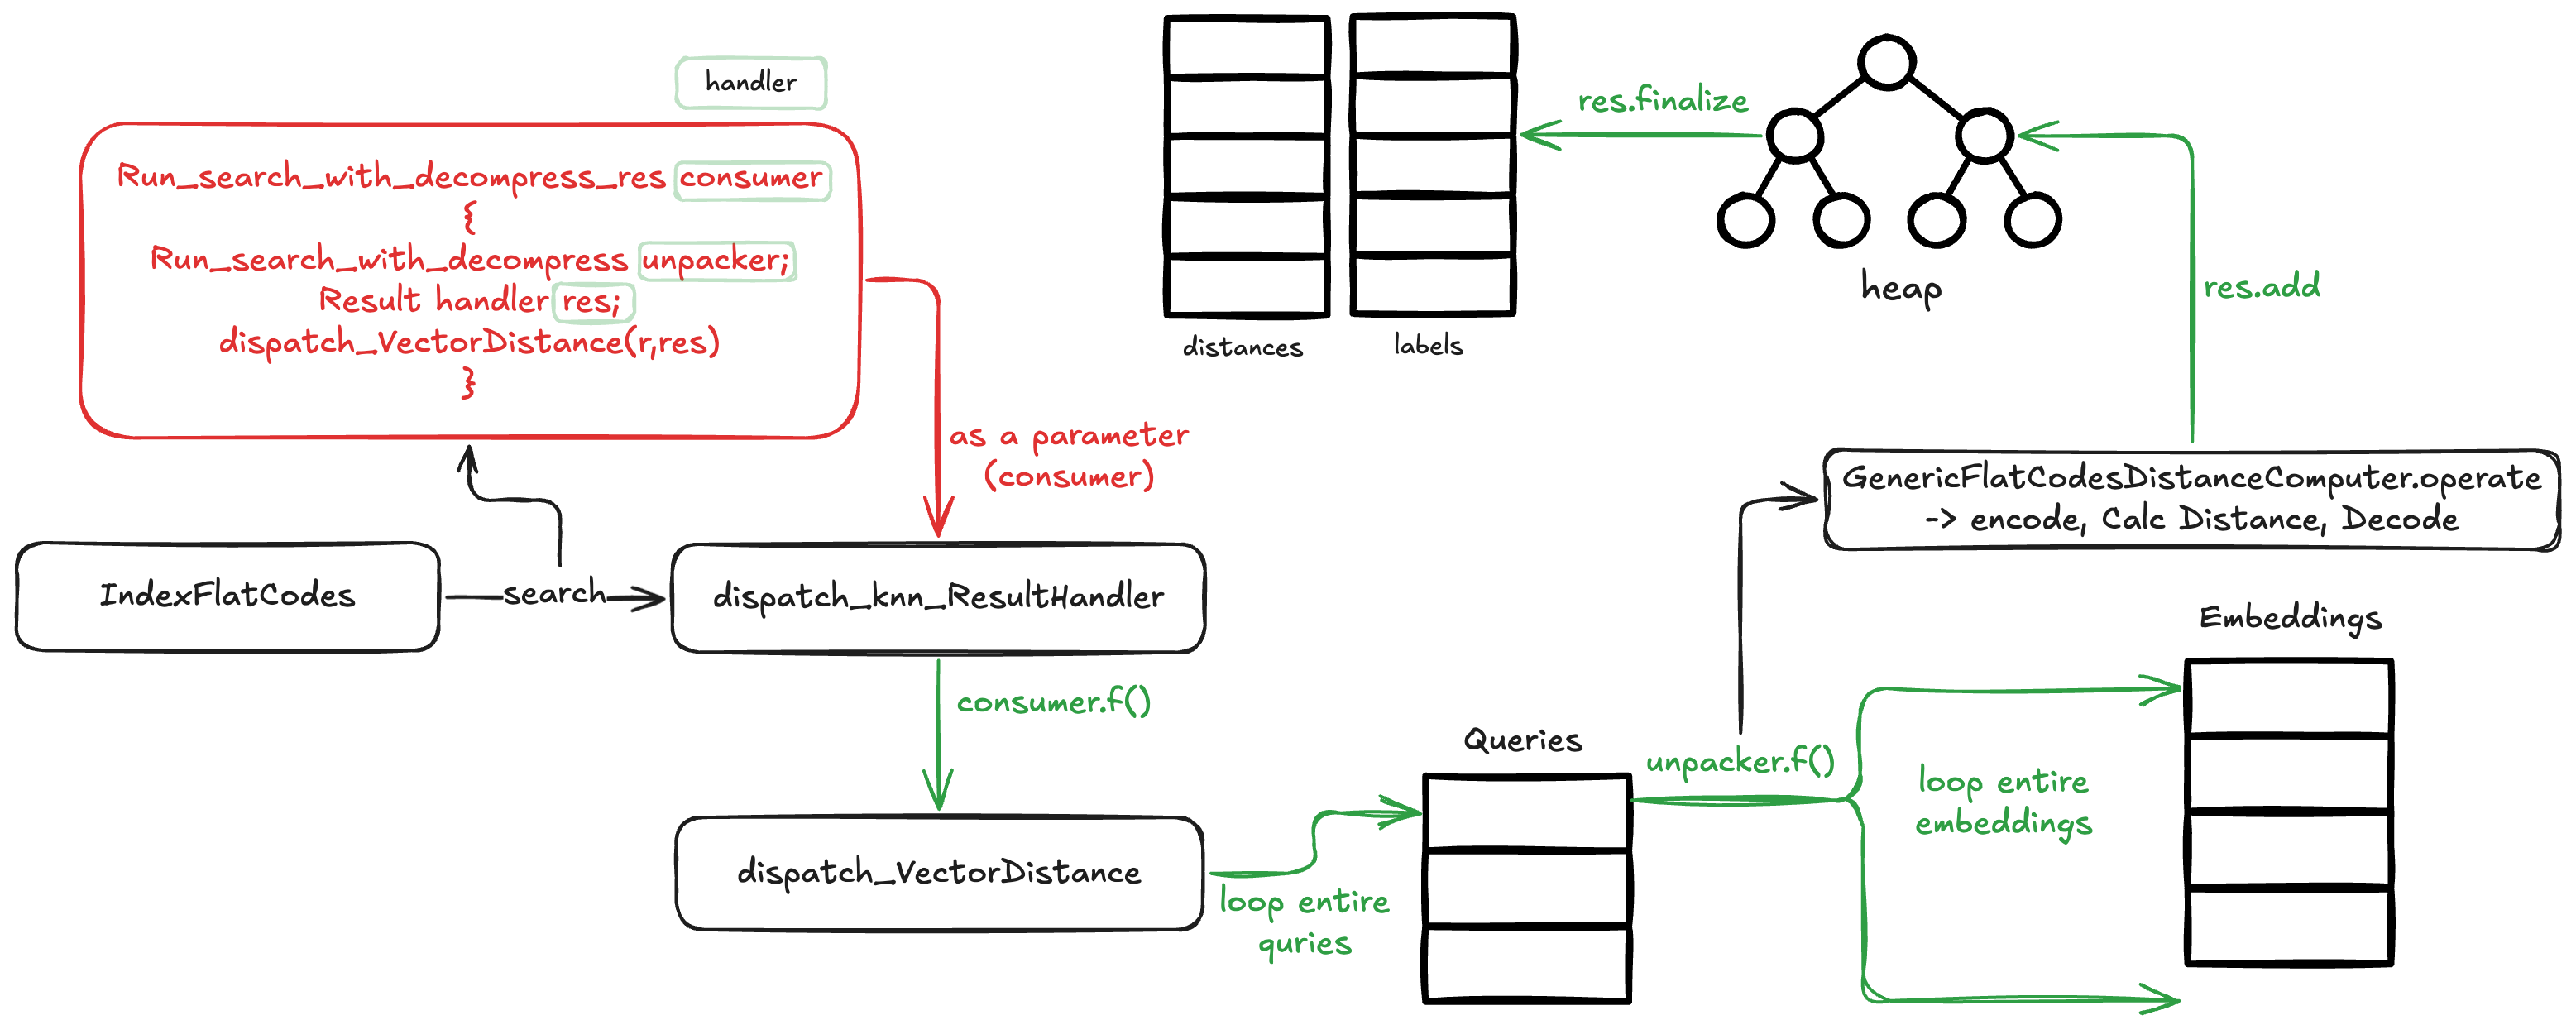 handler
Run_search_with_decompress_res consumer
{
Run_search_with_decompress unpacker;
Result handler res;
dispatch_VectorDistance(r,res)
}
as a parameter
(consumer)
IndexFlatCodes
search
dispatch_knn_ResultHandler
consumer.f()
dispatch_VectorDistance
loop entire
quries
Queries
unpacker.f()
loop entire
embeddings
Embeddings
GenericFlatCodesDistanceComputer.operate
-> encode, Calc Distance, Decode
res.add
heap
res.finalize
distances
labels